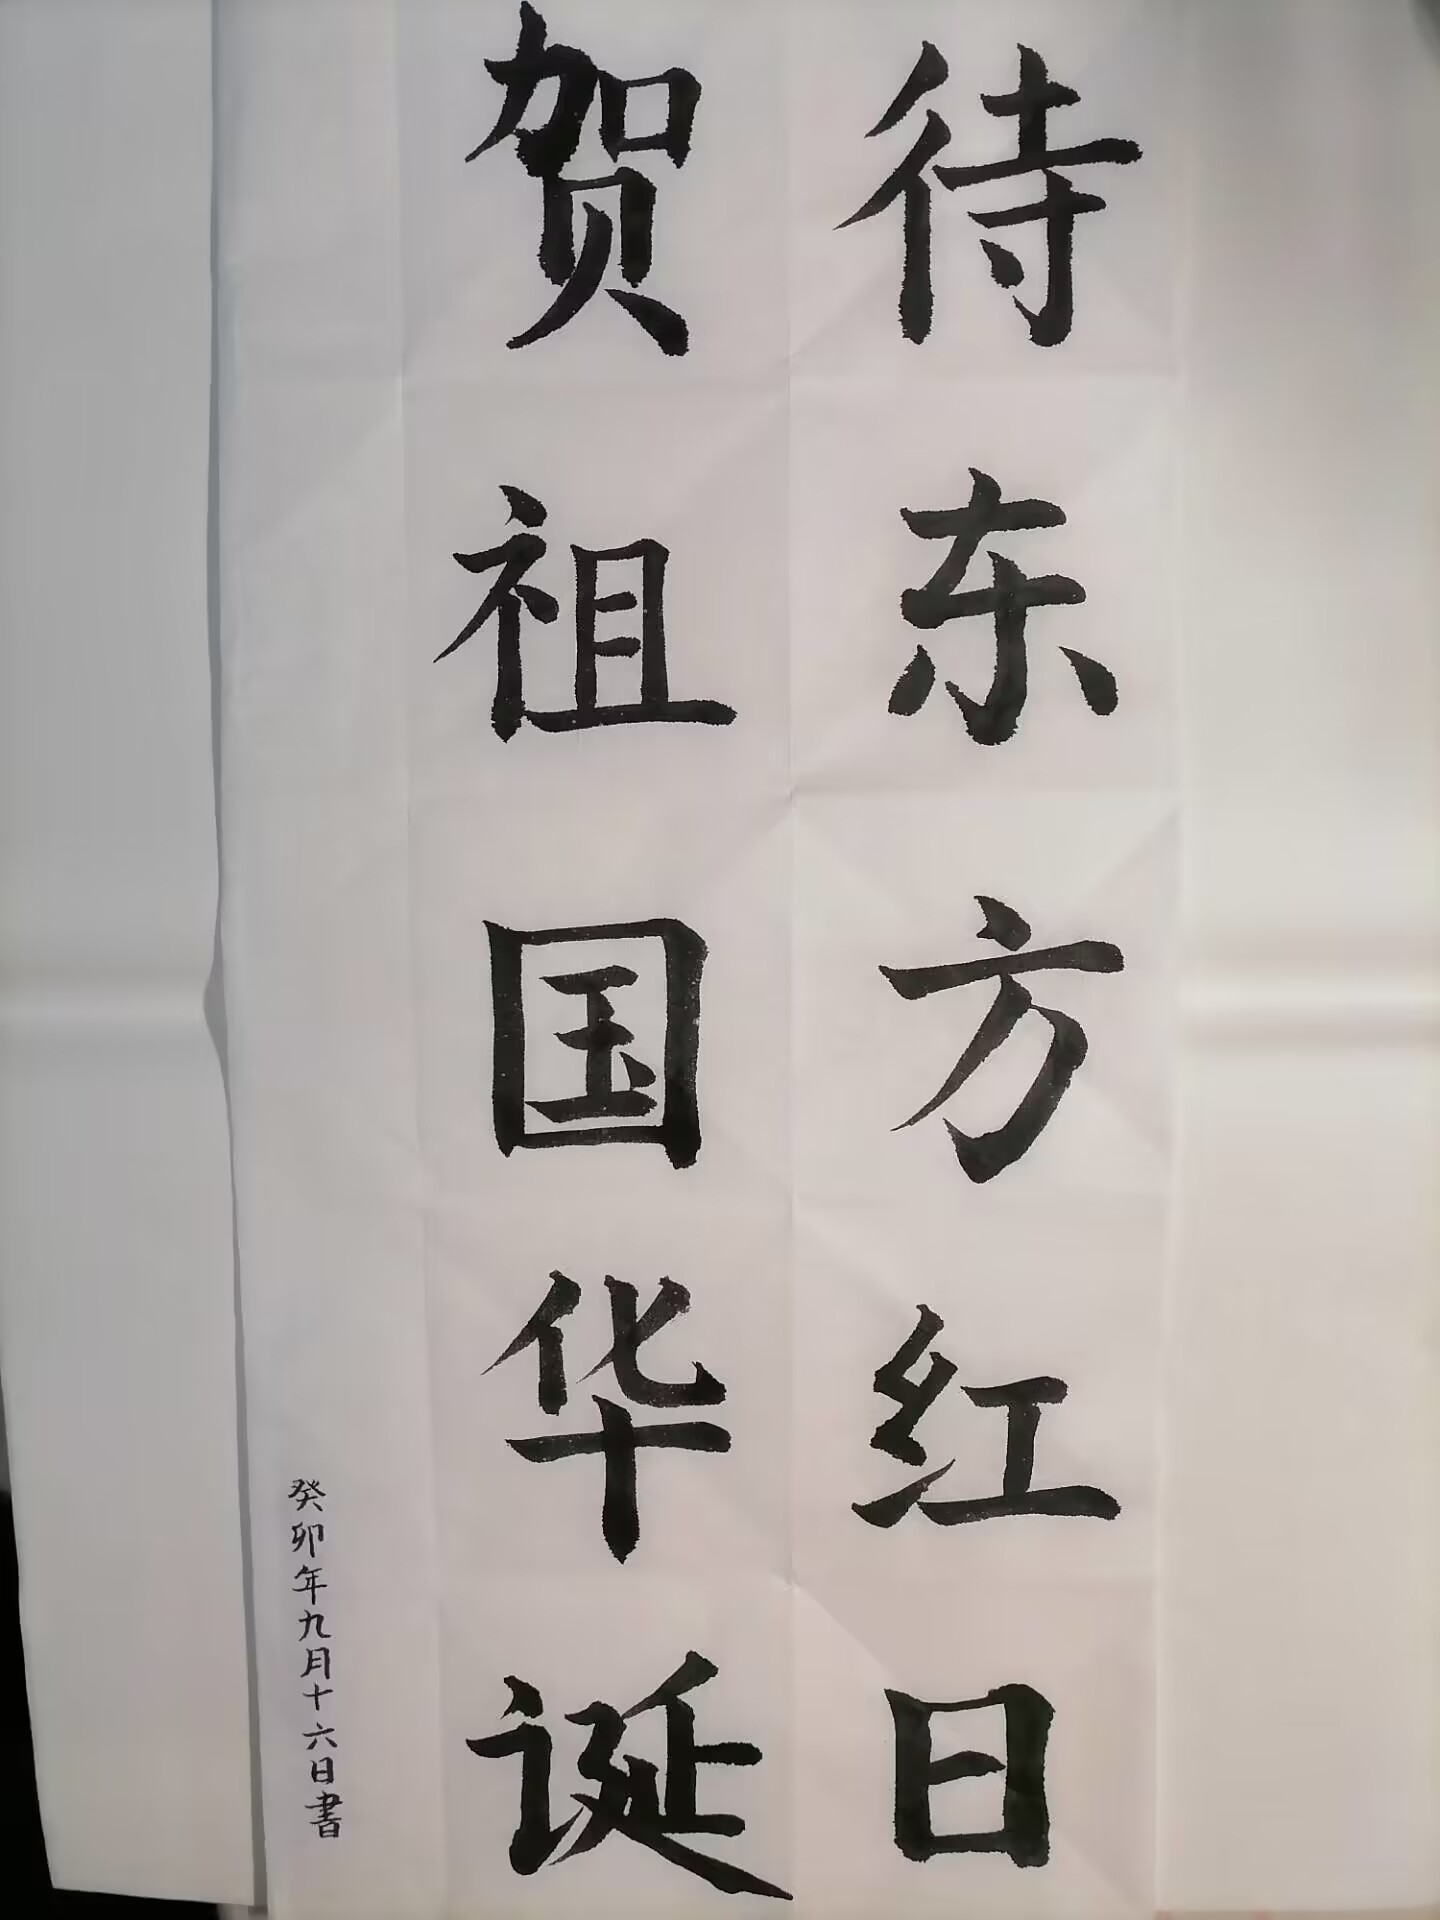 待东方红日
贺祖国华诞
癸卯年九月十六日書